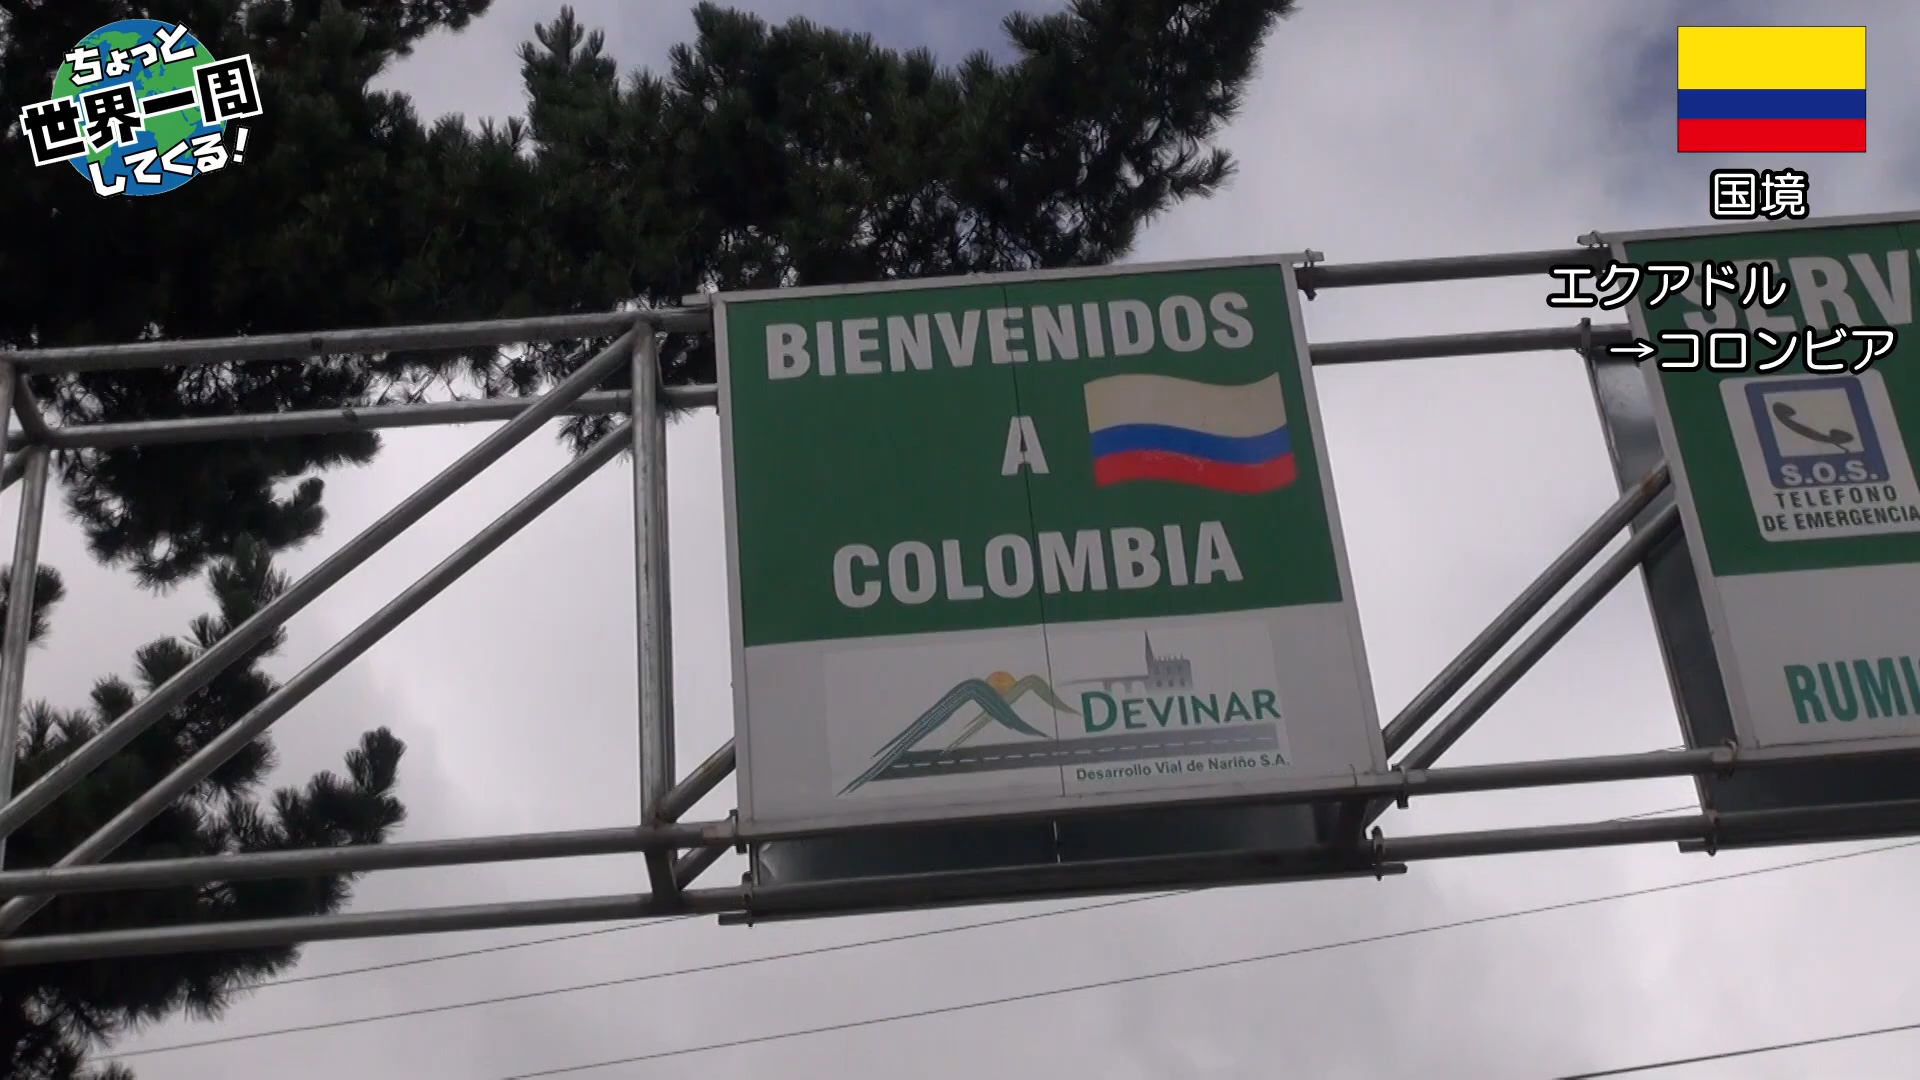 ちょっと
世界一周
してくる!
国境
エクアドル
→コロンビア
BIENVENIDOS
A
COLOMBIA
DEVINAR
Desarrollo Vial de Nariño S.A.
S.O.S.
TELEFONO
DE EMERGENCIA